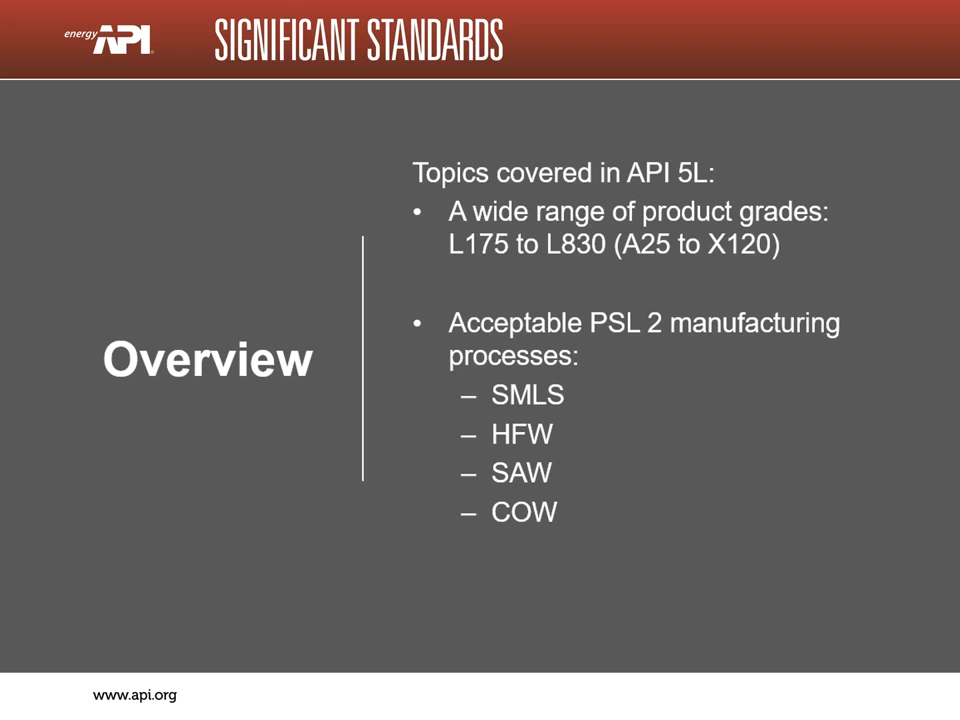 energy API
SIGNIFICANT STANDARDS
Topics covered in API 5L:
• A wide range of product grades:
L175 to L830 (A25 to X120)
Overview
• Acceptable PSL 2 manufacturing
processes:
– SMLS
– HFW
– SAW
– COW
www.api.org